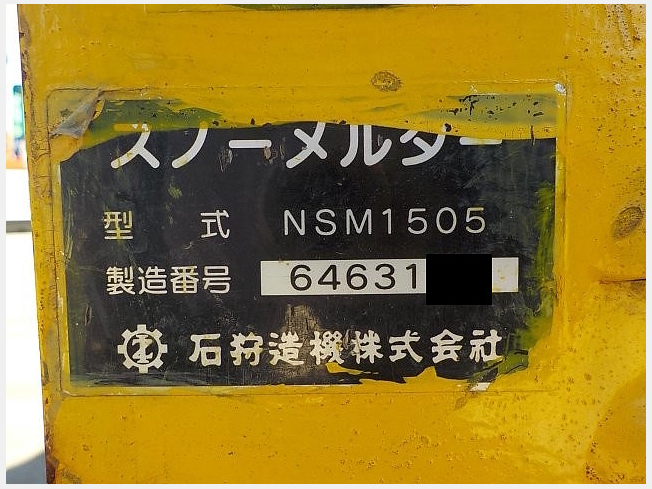 スノーメルター
型式 NSM1505
製造番号 64631
石狩造機株式会社